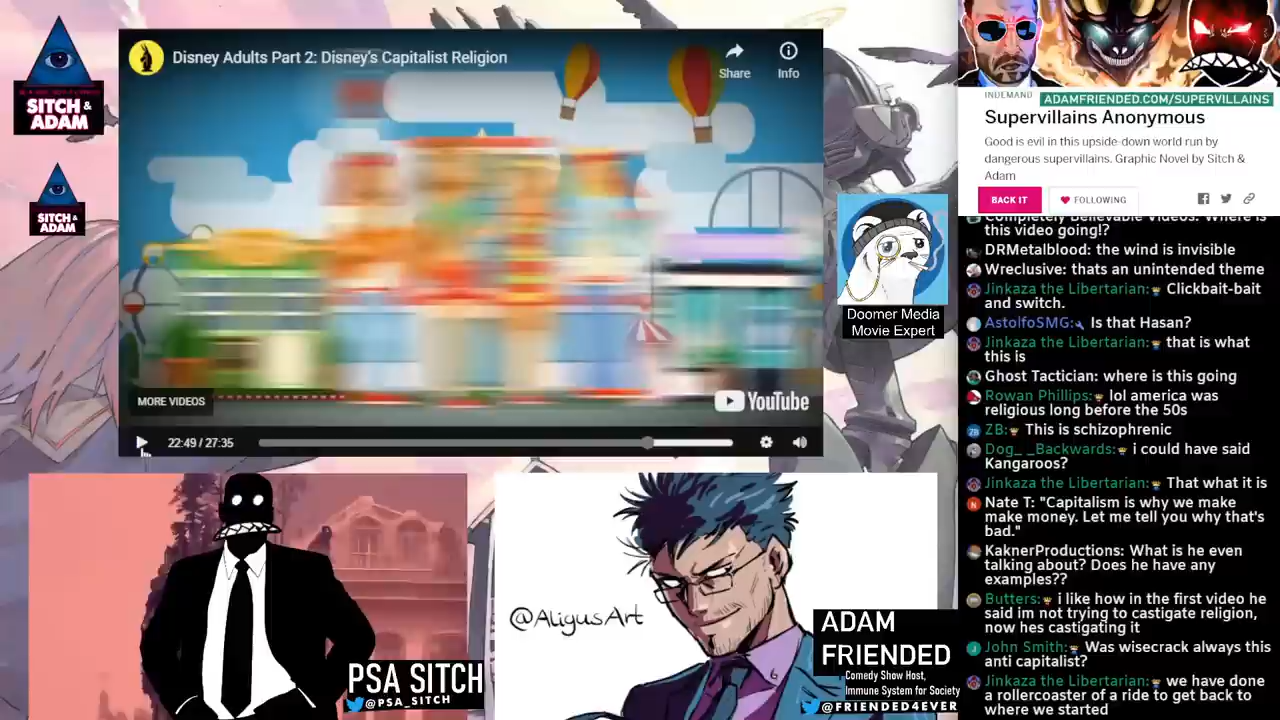 SITCH &
ADAM
SITCH &
ADAM
Disney Adults Part 2: Disney's Capitalist Religion
Share
Info
MORE VIDEOS
YouTube
22:49 / 27:35
Doomer Media
Movie Expert
INDEMAND
ADAMFRIENDED.COM/SUPERVILLAINS
Supervillains Anonymous
Good is evil in this upside-down world run by
dangerous supervillains. Graphic Novel by Sitch &
Adam
BACK IT
FOLLOWING
Completely Believable Videos: Where is
this video going!?
DRMetalblood: the wind is invisible
Wreclusive: thats an unintended theme
Jinkaza the Libertarian: Clickbait-bait
and switch.
AstolfoSMG: Is that Hasan?
Jinkaza the Libertarian: that is what
this is
Ghost Tactician: where is this going
Rowan Phillips: lol america was
religious long before the 50s
ZB: This is schizophrenic
Dog_ _Backwards: i could have said
Kangaroos?
Jinkaza the Libertarian: That what it is
Nate T: "Capitalism is why we make
make money. Let me tell you why that's
bad."
KaknerProductions: What is he even
talking about? Does he have any
examples??
Butters: i like how in the first video he
said im not trying to castigate religion,
now hes castigating it
John Smith: Was wisecrack always this
anti capitalist?
Jinkaza the Libertarian: we have done
a rollercoaster of a ride to get back to
where we started
PSA SITCH
@PSA_SITCH
@AligusArt
ADAM
FRIENDED
Comedy Show Host,
Immune System for Society
@FRIENDED4EVER